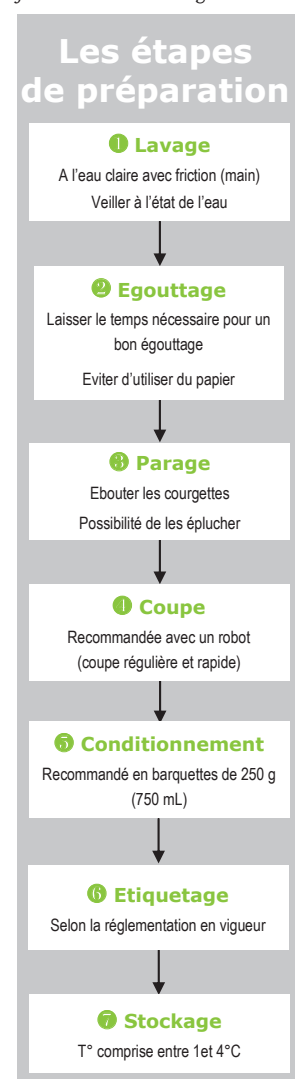 Les étapes
de préparation
❶ Lavage
A l'eau claire avec friction (main)
Veiller à l'état de l'eau
❷ Egouttage
Laisser le temps nécessaire pour un
bon égouttage
Eviter d'utiliser du papier
❸ Parage
Ebouter les courgettes
Possibilité de les éplucher
❹ Coupe
Recommandée avec un robot
(coupe régulière et rapide)
❺ Conditionnement
Recommandé en barquettes de 250 g
(750 mL)
❻ Etiquetage
Selon la réglementation en vigueur
❼ Stockage
T° comprise entre 1et 4°C